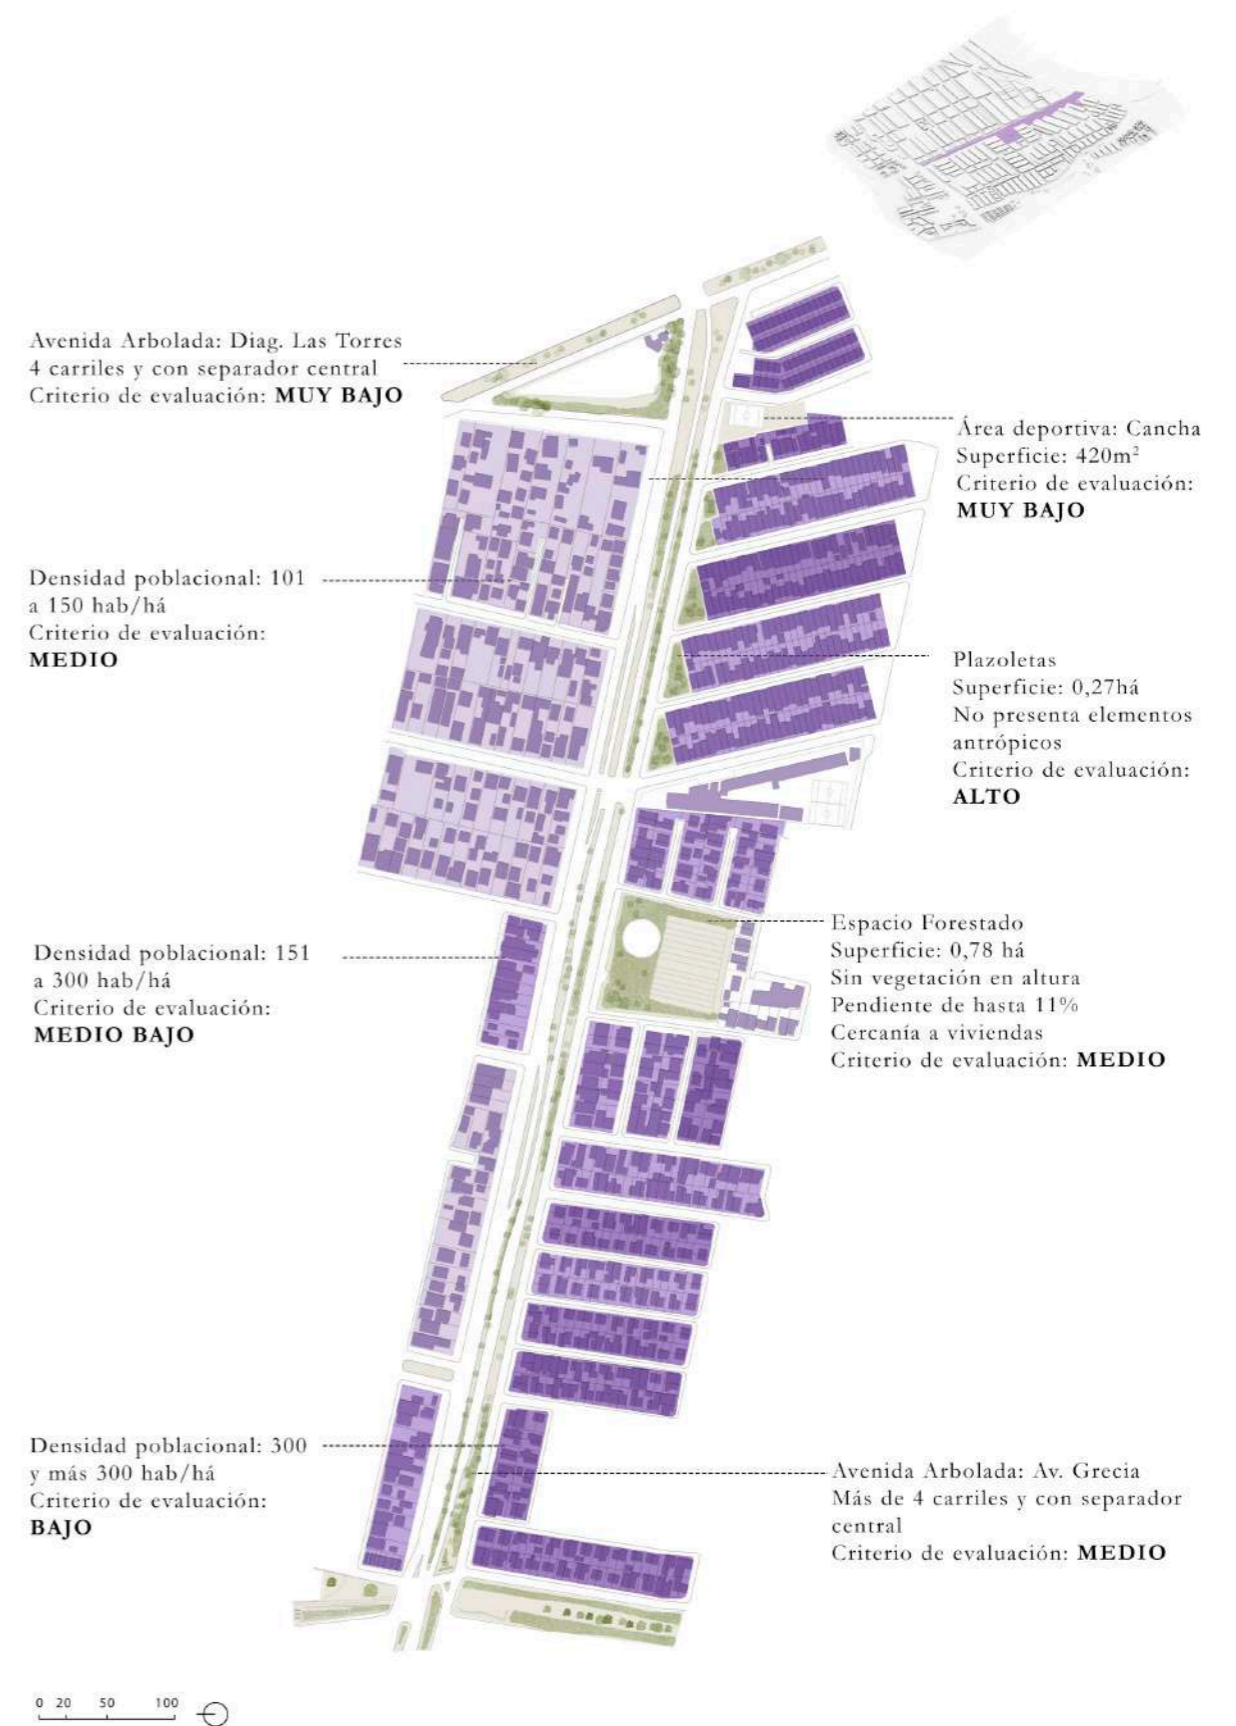 Avenida Arbolada: Diag. Las Torres
4 carriles y con separador central
Criterio de evaluación: MUY BAJO
Área deportiva: Cancha
Superficie: 420m²
Criterio de evaluación:
MUY BAJO
Densidad poblacional: 101
a 150 hab/há
Criterio de evaluación:
MEDIO
Plazoletas
Superficie: 0,27há
No presenta elementos
antrópicos
Criterio de evaluación:
ALTO
Densidad poblacional: 151
a 300 hab/há
Criterio de evaluación:
MEDIO BAJO
Espacio Forestado
Superficie: 0,78 há
Sin vegetación en altura
Pendiente de hasta 11%
Cercanía a viviendas
Criterio de evaluación: MEDIO
Densidad poblacional: 300
y más 300 hab/há
Criterio de evaluación:
BAJO
Avenida Arbolada: Av. Grecia
Más de 4 carriles y con separador
central
Criterio de evaluación: MEDIO
0 20 50 100